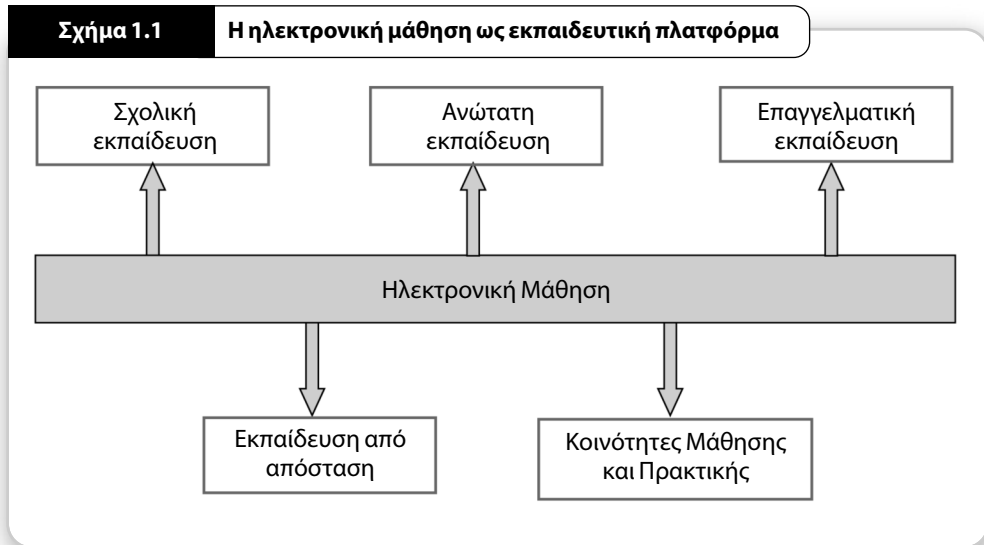 Σχήμα 1.1
Η ηλεκτρονική μάθηση ως εκπαιδευτική πλατφόρμα
Σχολική
εκπαίδευση
Ανώτατη
εκπαίδευση
Επαγγελματική
εκπαίδευση
Ηλεκτρονική Μάθηση
Εκπαίδευση από
απόσταση
Κοινότητες Μάθησης
και Πρακτικής